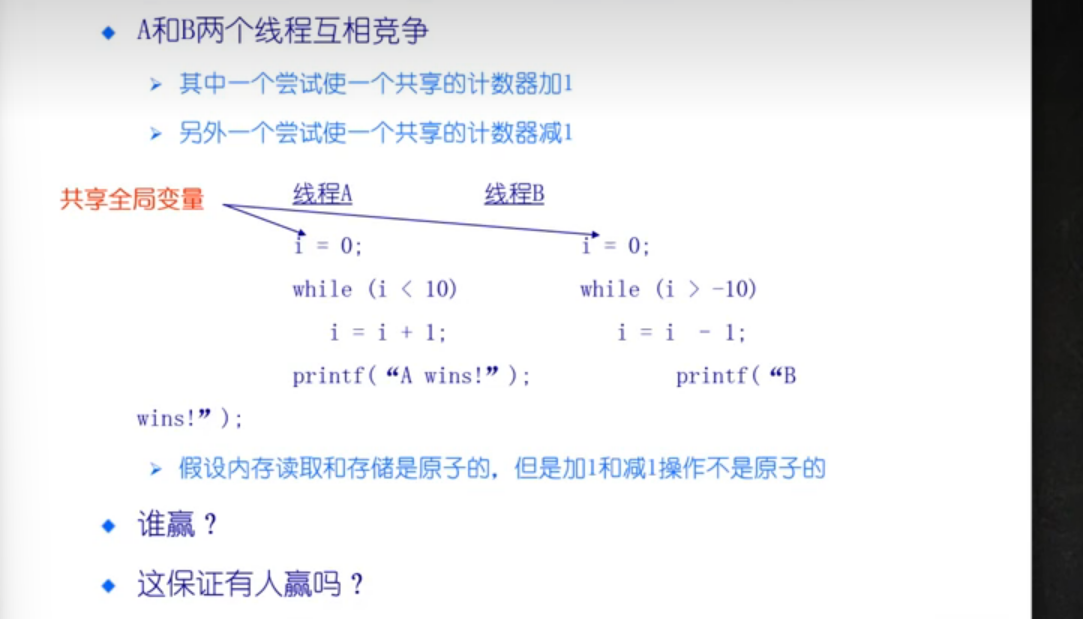 A和B两个线程互相竞争
其中一个尝试使一个共享的计数器加1
另外一个尝试使一个共享的计数器减1
共享全局变量 线程A 线程B
i = 0; i = 0;
while (i < 10) while (i > -10)
i = i + 1; i = i - 1;
printf(“A wins!”); printf(“B
wins!”);
假设内存读取和存储是原子的，但是加1和减1操作不是原子的
谁赢？
这保证有人赢吗？